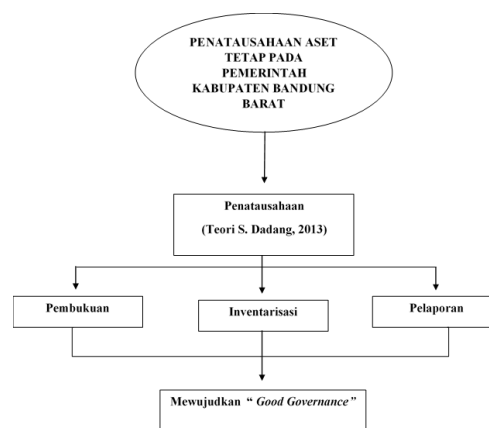 PENATAUSAHAAN ASET
TETAP PADA
PEMERINTAH
KABUPATEN BANDUNG
BARAT
Penatausahaan
(Teori S. Dadang, 2013)
Pembukuan
Inventarisasi
Pelaporan
Mewujudkan “ Good Governance”